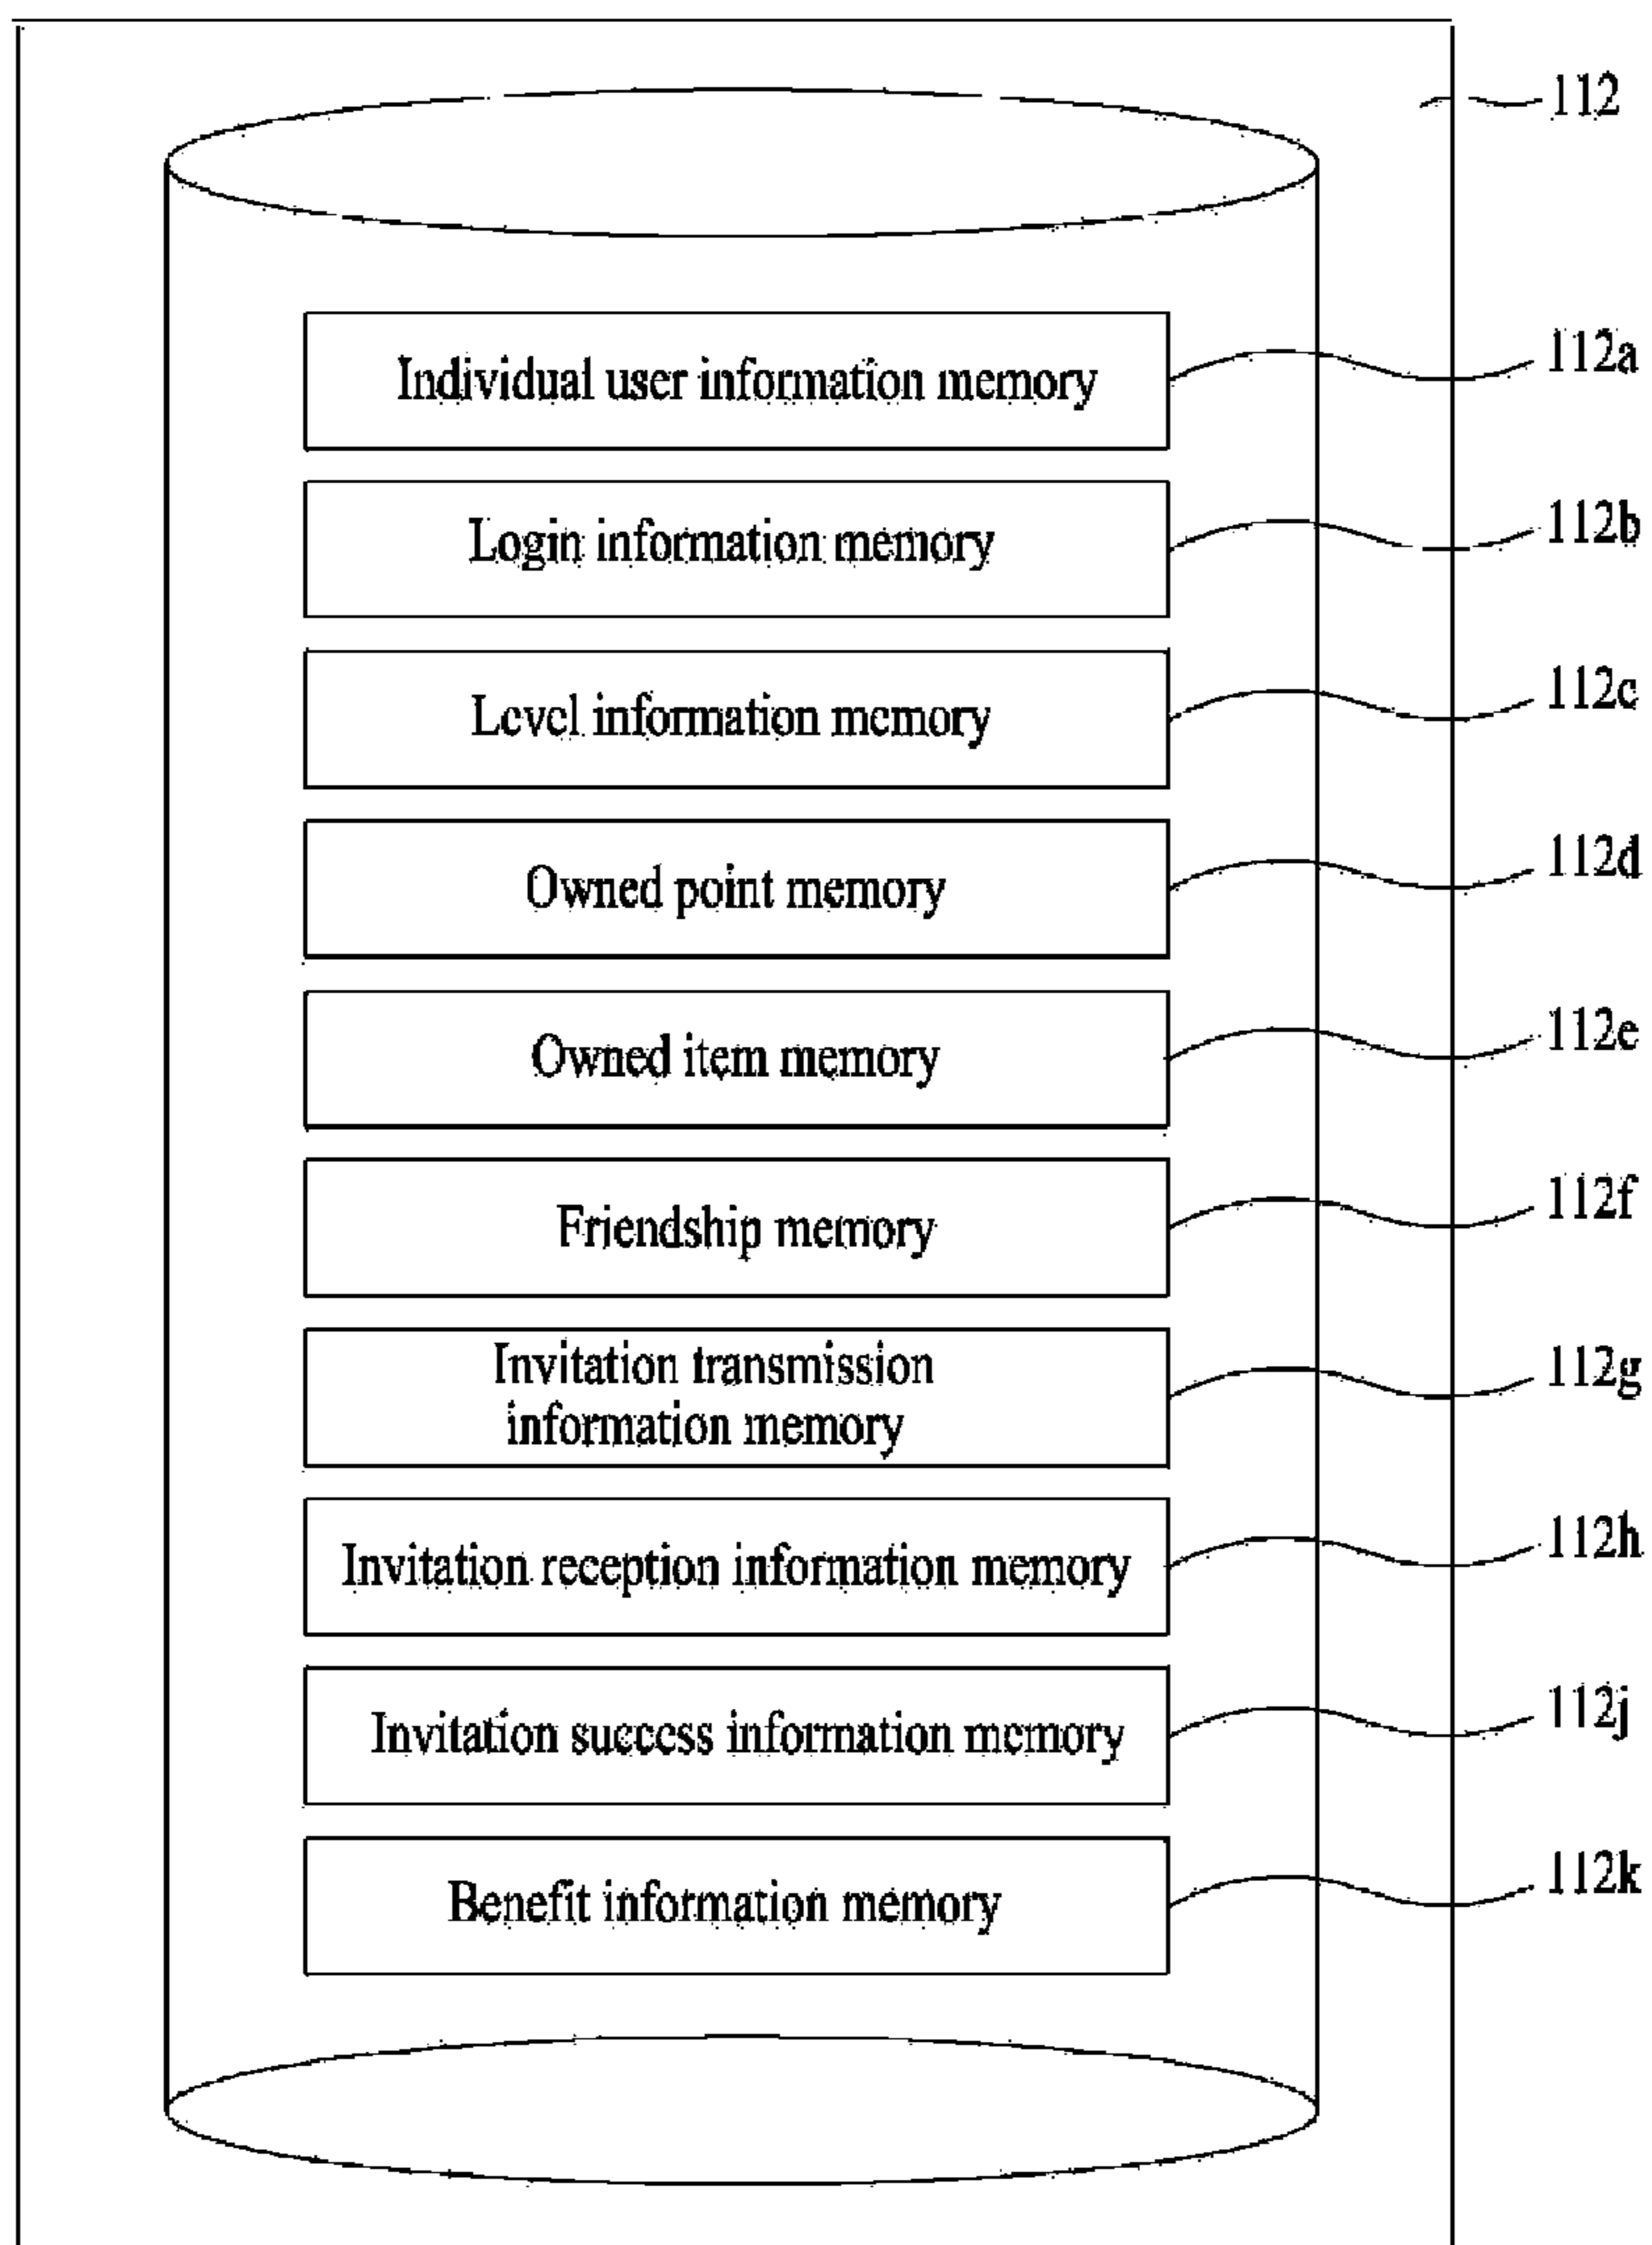 112
Individual user information memory
112a
Login information memory
112b
Level information memory
112c
Owned point memory
112d
Owned item memory
112e
Friendship memory
112f
Invitation transmission
information memory
112g
Invitation reception information memory
112h
Invitation success information memory
112j
Benefit information memory
112k